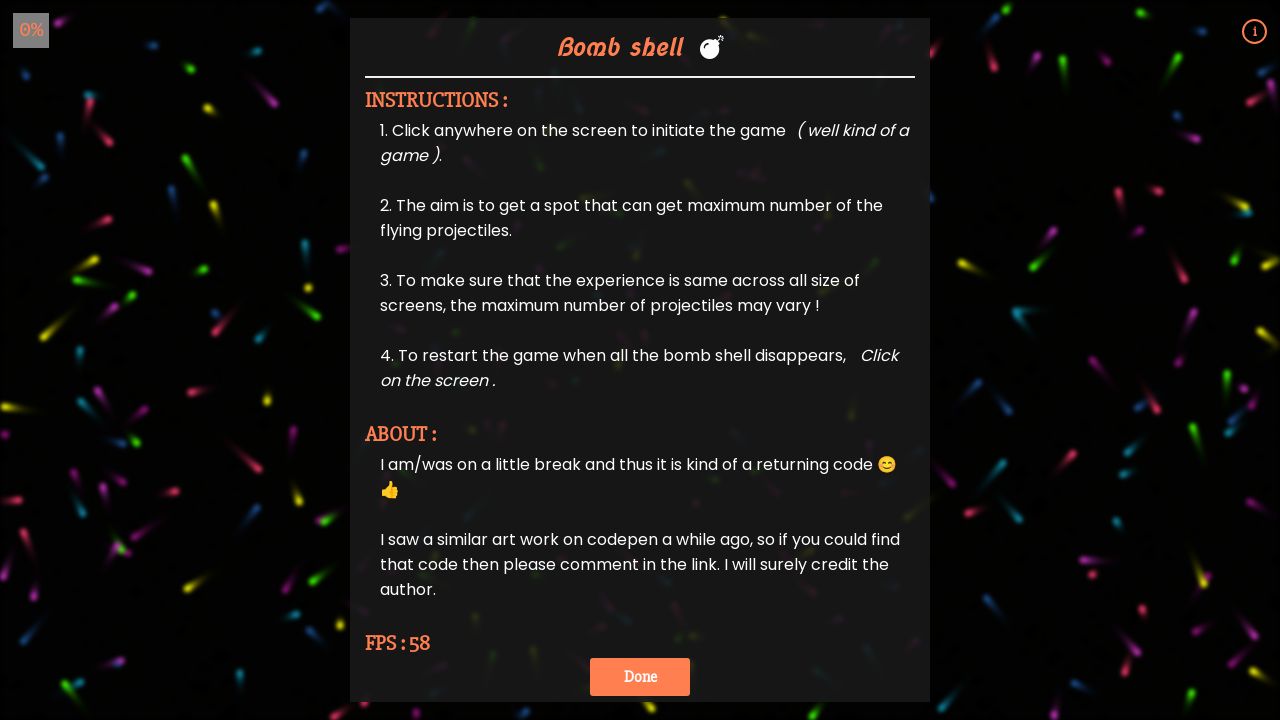 0%
i
Bomb shell 💣
INSTRUCTIONS :
1. Click anywhere on the screen to initiate the game ( well kind of a
game ).
2. The aim is to get a spot that can get maximum number of the
flying projectiles.
3. To make sure that the experience is same across all size of
screens, the maximum number of projectiles may vary !
4. To restart the game when all the bomb shell disappears, Click
on the screen .
ABOUT :
I am/was on a little break and thus it is kind of a returning code 😊
👍
I saw a similar art work on codepen a while ago, so if you could find
that code then please comment in the link. I will surely credit the
author.
FPS : 58
Done